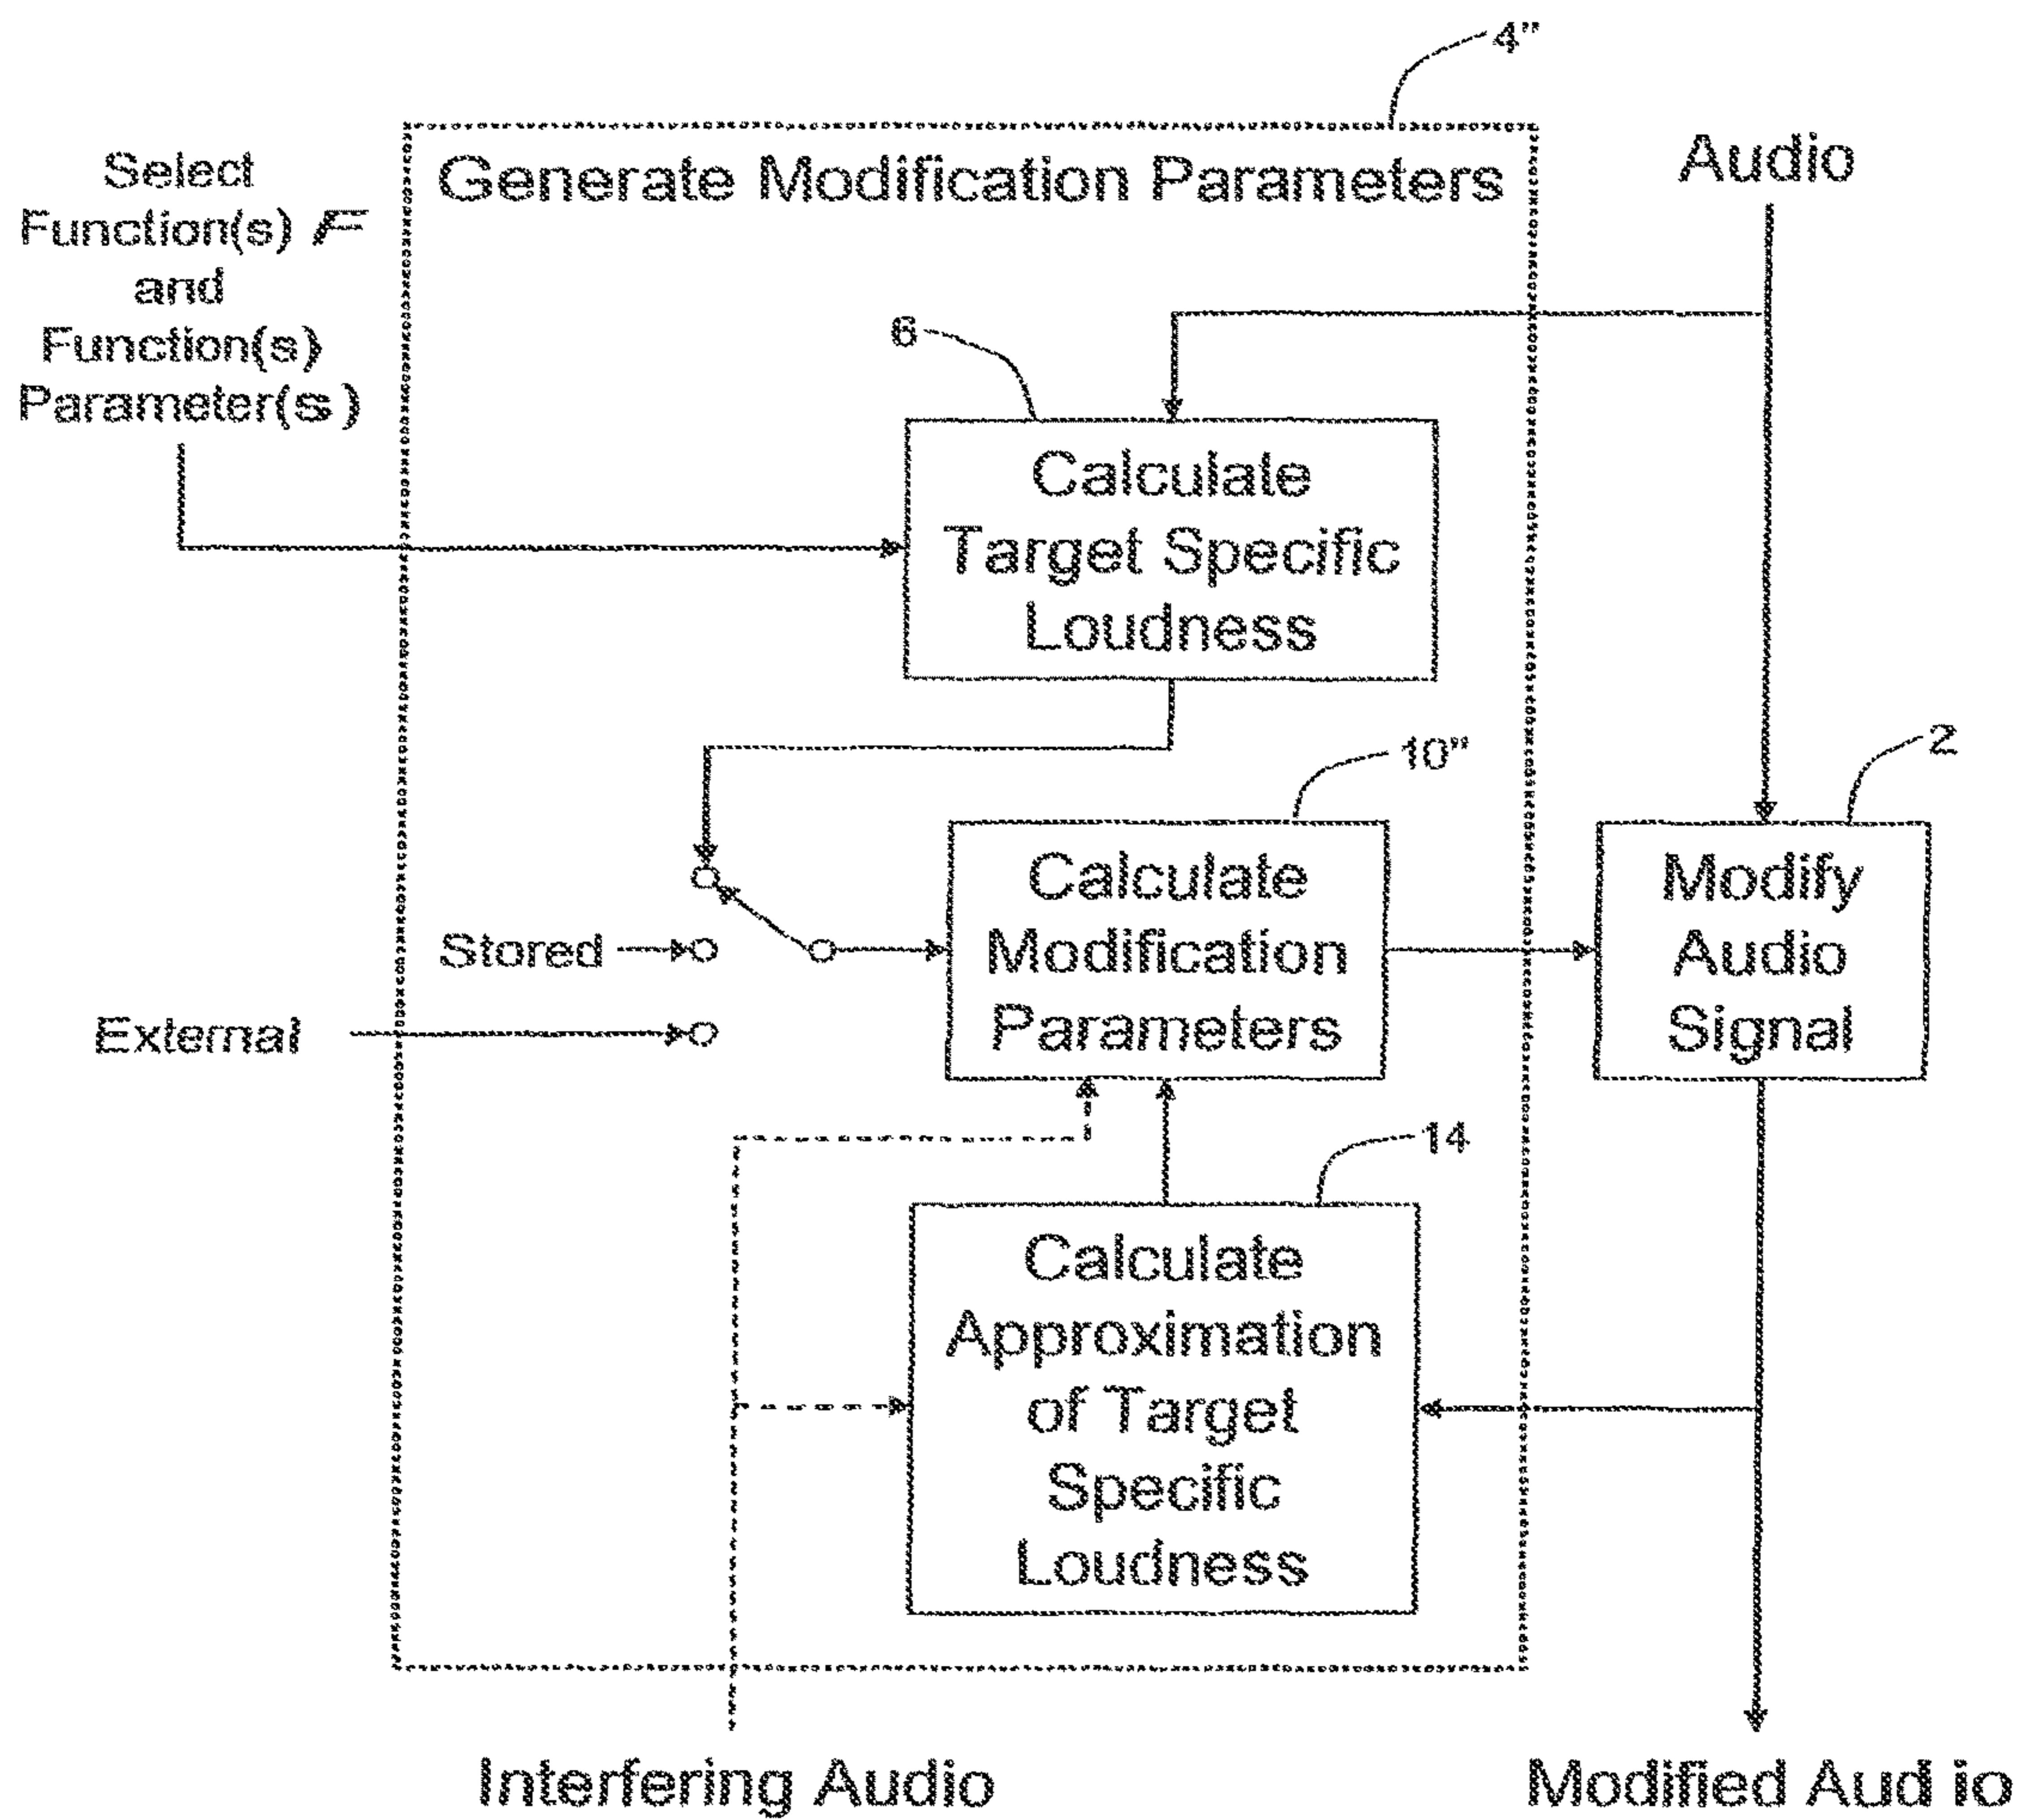 4”
Select
Function(s) F
and
Function(s)
Parameter(s)
Generate Modification Parameters
Audio
6
Calculate
Target Specific
Loudness
10”
2
Calculate
Modification
Parameters
Modify
Audio
Signal
Stored
External
14
Calculate
Approximation
of Target
Specific
Loudness
Interfering Audio
Modified Aud io